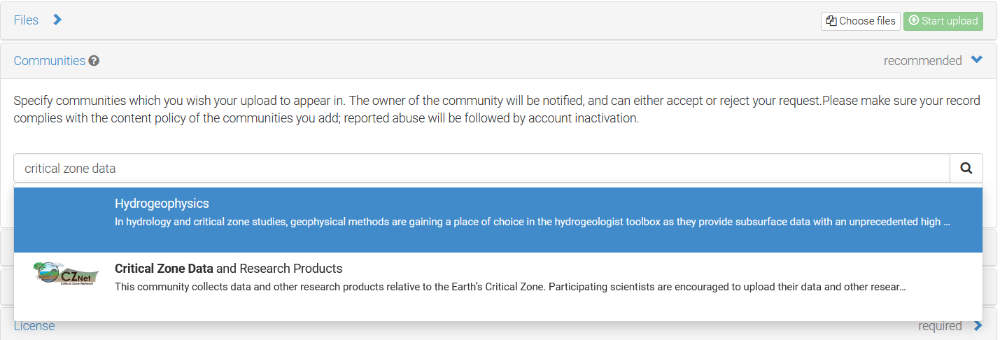 Files
Choose files
Start upload
Communities
recommended
Specify communities which you wish your upload to appear in. The owner of the community will be notified, and can either accept or reject your request.Please make sure your record
complies with the content policy of the communities you add; reported abuse will be followed by account inactivation.
critical zone data
Hydrogeophysics
In hydrology and critical zone studies, geophysical methods are gaining a place of choice in the hydrogeologist toolbox as they provide subsurface data with an unprecedented high ...
CZNet
Critical Zone Network
Critical Zone Data and Research Products
This community collects data and other research products relative to the Earth’s Critical Zone. Participating scientists are encouraged to upload their data and other resear...
License
required